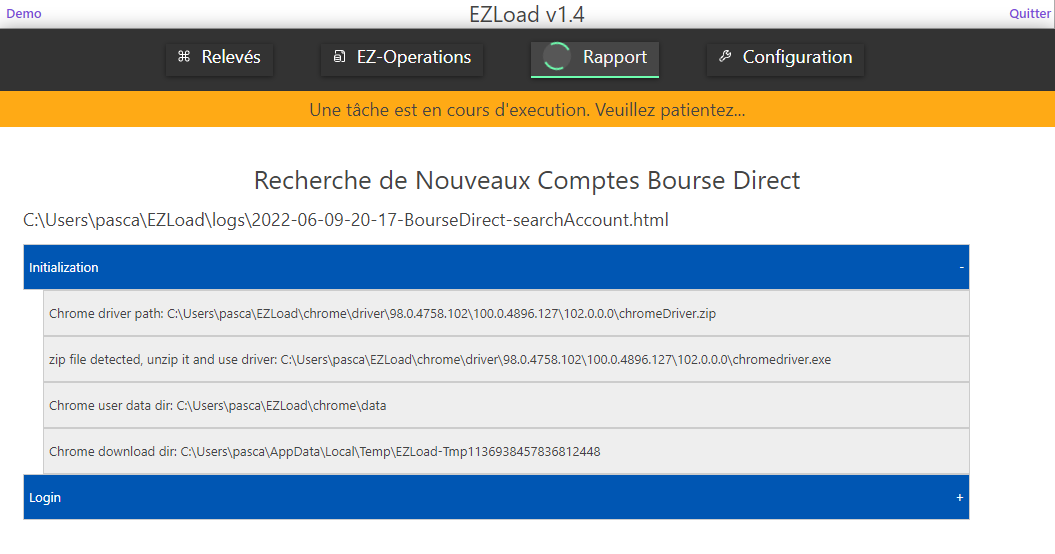 Demo
EZLoad v1.4
Quitter
Relevés
EZ-Operations
Rapport
Configuration
Une tâche est en cours d'execution. Veuillez patientez...
Recherche de Nouveaux Comptes Bourse Direct
C:\Users\pasca\EZLoad\logs\2022-06-09-20-17-BourseDirect-searchAccount.html
Initialization -
Chrome driver path: C:\Users\pasca\EZLoad\chrome\driver\98.0.4758.102\100.0.4896.127\102.0.0.0\chromeDriver.zip
zip file detected, unzip it and use driver: C:\Users\pasca\EZLoad\chrome\driver\98.0.4758.102\100.0.4896.127\102.0.0.0\chromedriver.exe
Chrome user data dir: C:\Users\pasca\EZLoad\chrome\data
Chrome download dir: C:\Users\pasca\AppData\Local\Temp\EZLoad-Tmp1136938457836812448
Login +